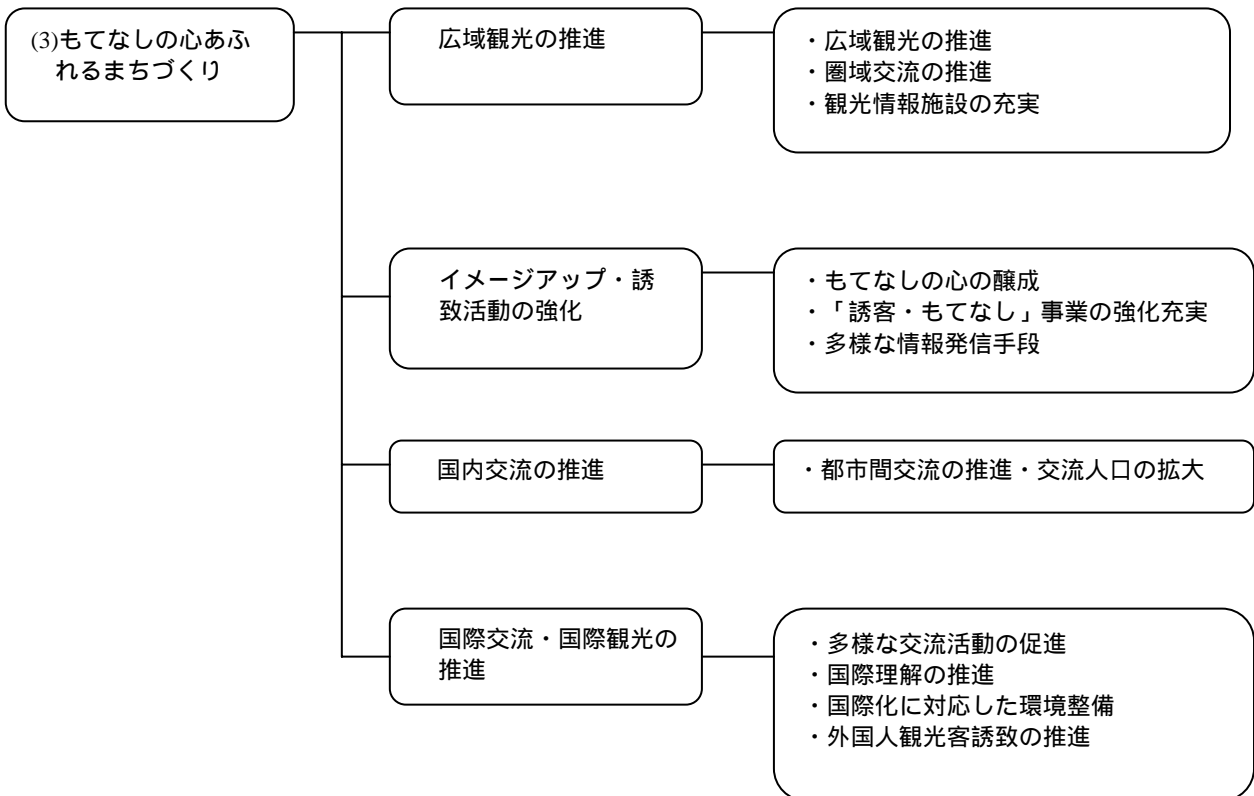 (3)もてなしの心あふ
れるまちづくり
広域観光の推進
・広域観光の推進
・圏域交流の推進
・観光情報施設の充実
イメージアップ・誘
致活動の強化
・もてなしの心の醸成
・「誘客・もてなし」事業の強化充実
・多様な情報発信手段
国内交流の推進
・都市間交流の推進・交流人口の拡大
国際交流・国際観光の
推進
・多様な交流活動の促進
・国際理解の推進
・国際化に対応した環境整備
・外国人観光客誘致の推進